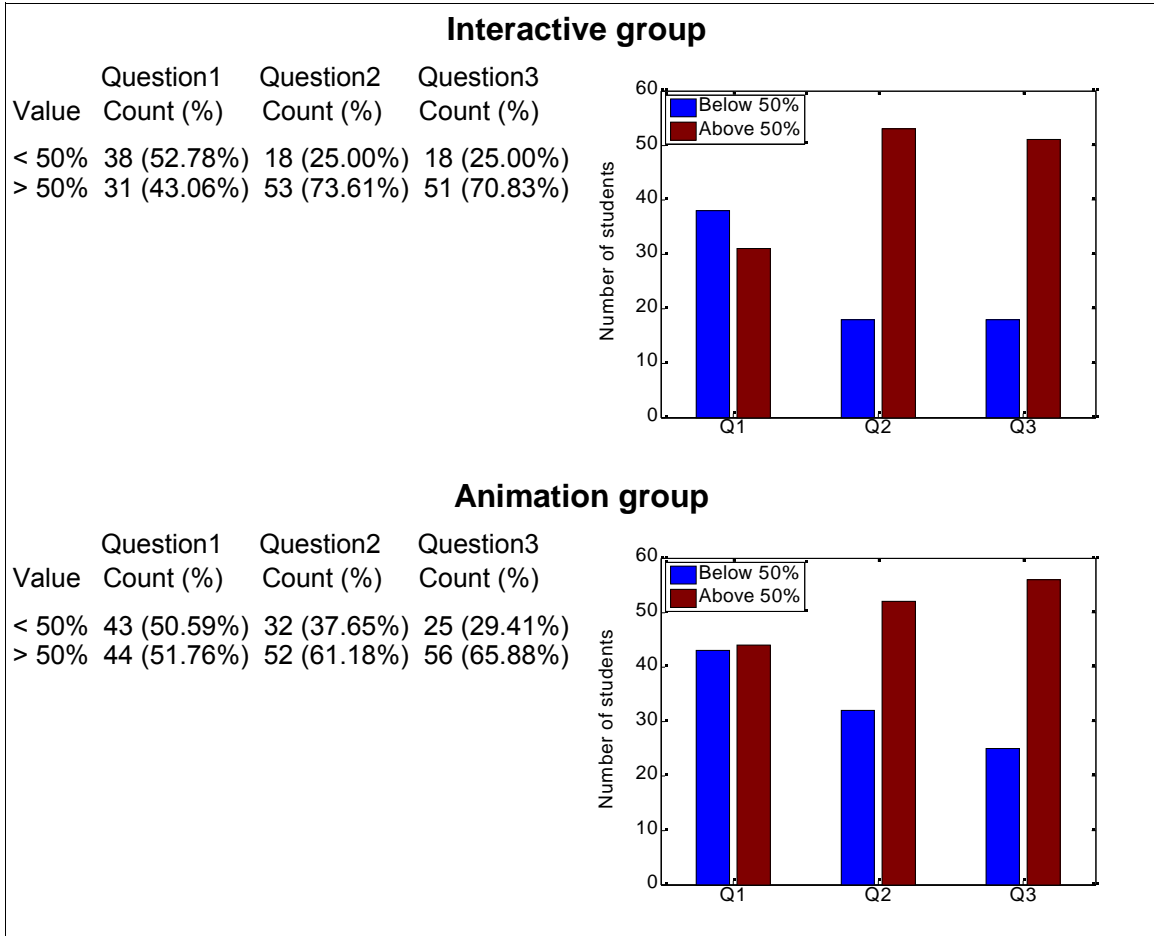 Interactive group
Question1 Question2 Question3
Value Count (%) Count (%) Count (%)
< 50% 38 (52.78%) 18 (25.00%) 18 (25.00%)
> 50% 31 (43.06%) 53 (73.61%) 51 (70.83%)
60
50
40
30
20
10
0
Number of students
Below 50%
Above 50%
Q1 Q2 Q3
Animation group
Question1 Question2 Question3
Value Count (%) Count (%) Count (%)
< 50% 43 (50.59%) 32 (37.65%) 25 (29.41%)
> 50% 44 (51.76%) 52 (61.18%) 56 (65.88%)
60
50
40
30
20
10
0
Number of students
Below 50%
Above 50%
Q1 Q2 Q3